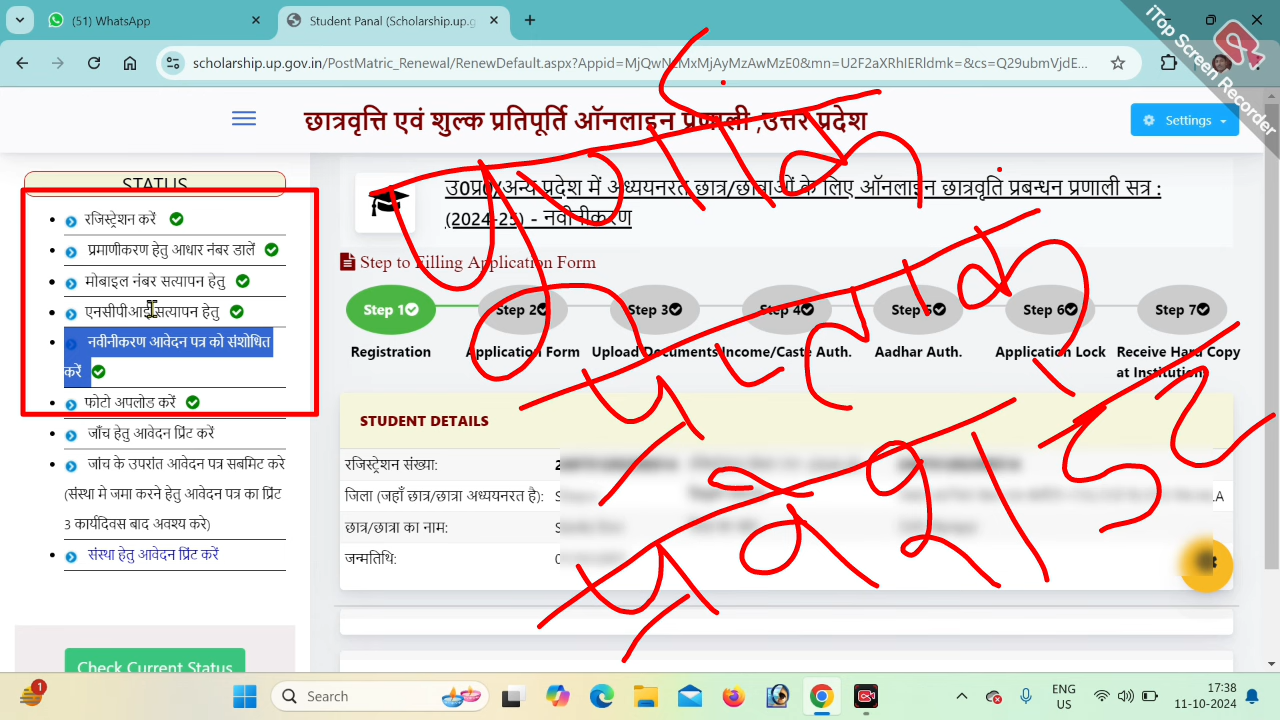 (51) WhatsApp
Student Panal (Scholarship.up.g
scholarship.up.gov.in/PostMatric_Renewal/RenewDefault.aspx?Appid=
iTop Screen Recorder
छात्रवृत्ति एवं शुल्क प्रतिपूर्ति ऑनलाइन प्रणाली ,उत्तर प्रदेश
Settings
STATUS
रजिस्ट्रेशन करें
प्रमाणीकरण हेतु आधार नंबर डालें
मोबाइल नंबर सत्यापन हेतु
एनसीपीआई सत्यापन हेतु
नवीनीकरण आवेदन पत्र को संशोधित
करें
फोटो अपलोड करें
जाँच हेतु आवेदन प्रिंट करें
जांच के उपरांत आवेदन पत्र सबमिट करे
(संस्था मे जमा करने हेतु आवेदन पत्र का प्रिंट
3 कार्यदिवस बाद अवश्य करे)
संस्था हेतु आवेदन प्रिंट करें
Check Current Status
उ0प्र0/अन्य प्रदेश में अध्ययनरत छात्र/छात्राओं के लिए ऑनलाइन छात्रवृति प्रबन्धन प्रणाली सत्र :
(2024-25) - नवीनीकरण
Step to Filling Application Form
Step 1 Step 2 Step 3 Step 4 Step 5 Step 6 Step 7
Registration Application Form Upload Documents Income/Caste Auth. Aadhar Auth. Application Lock Receive Hard Copy
at Institution
STUDENT DETAILS
रजिस्ट्रेशन संख्या: 2
जिला (जहाँ छात्र/छात्रा अध्ययनरत है): S LA
छात्र/छात्रा का नाम: S
जन्मतिथि: 0
Search
ENG
US
17:38
11-10-2024
1